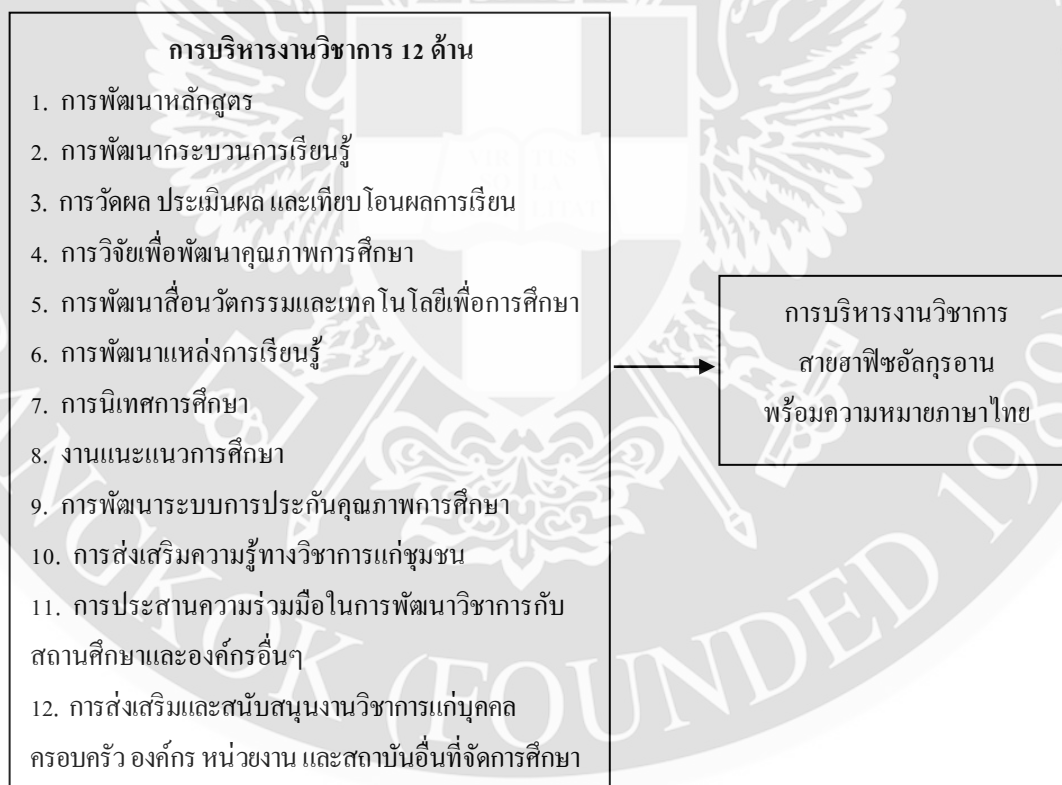 การบริหารงานวิชาการ 12 ด้าน
1. การพัฒนาหลักสูตร
2. การพัฒนากระบวนการเรียนรู้
3. การวัดผล ประเมินผล และเทียบโอนผลการเรียน
4. การวิจัยเพื่อพัฒนาคุณภาพการศึกษา
5. การพัฒนาสื่อนวัตกรรมและเทคโนโลยีเพื่อการศึกษา
6. การพัฒนาแหล่งการเรียนรู้
7. การนิเทศการศึกษา
8. งานแนะแนวการศึกษา
9. การพัฒนาระบบการประกันคุณภาพการศึกษา
10. การส่งเสริมความรู้ทางวิชาการแก่ชุมชน
11. การประสานความร่วมมือในการพัฒนาวิชาการกับ
สถานศึกษาและองค์กรอื่นๆ
12. การส่งเสริมและสนับสนุนงานวิชาการแก่บุคคล
ครอบครัว องค์กร หน่วยงาน และสถาบันอื่นที่จัดการศึกษา
การบริหารงานวิชาการ
สายฮาฟิซอัลกุรอาน
พร้อมความหมายภาษาไทย
NGKOK (FOUNDED 1989